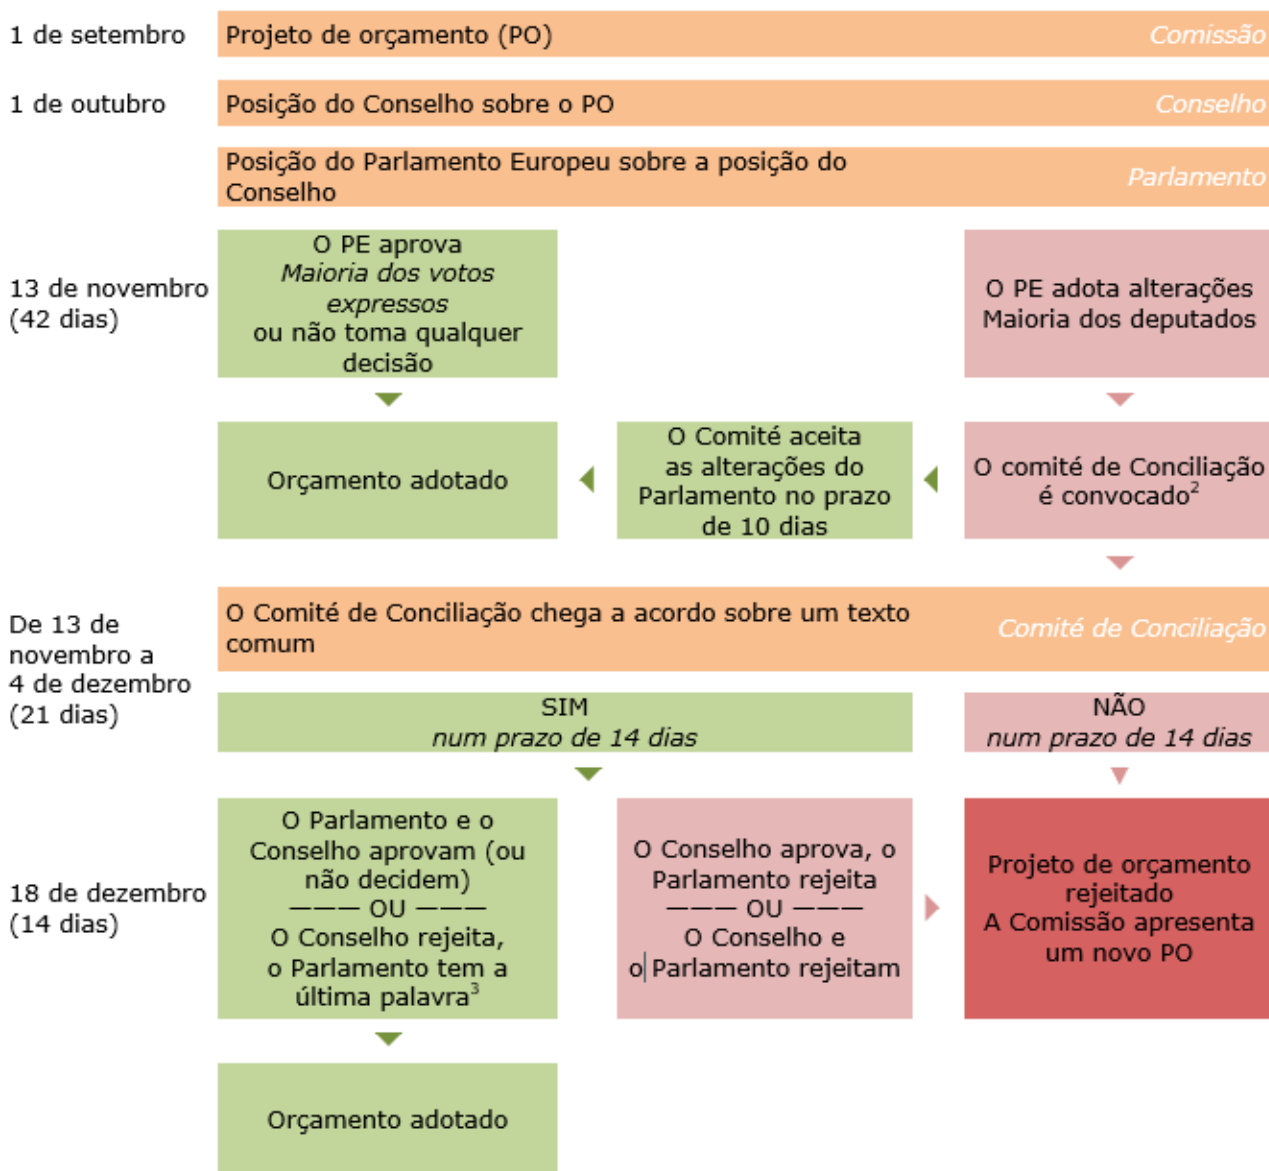 1 de setembro
Projeto de orçamento (PO)
Comissão
1 de outubro
Posição do Conselho sobre o PO
Conselho
Posição do Parlamento Europeu sobre a posição do
Conselho
Parlamento
13 de novembro
(42 dias)
O PE aprova
Maioria dos votos
expressos
ou não toma qualquer
decisão
O PE adota alterações
Maioria dos deputados
Orçamento adotado
O Comité aceita
as alterações do
Parlamento no prazo
de 10 dias
O comité de Conciliação
é convocado²
De 13 de
novembro a
4 de dezembro
(21 dias)
O Comité de Conciliação chega a acordo sobre um texto
comum
Comité de Conciliação
SIM
num prazo de 14 dias
NÃO
num prazo de 14 dias
18 de dezembro
(14 dias)
O Parlamento e o
Conselho aprovam (ou
não decidem)
——— OU ———
O Conselho rejeita,
o Parlamento tem a
última palavra³
O Conselho aprova, o
Parlamento rejeita
——— OU ———
O Conselho e
o Parlamento rejeitam
Projeto de orçamento
rejeitado
A Comissão apresenta
um novo PO
Orçamento adotado